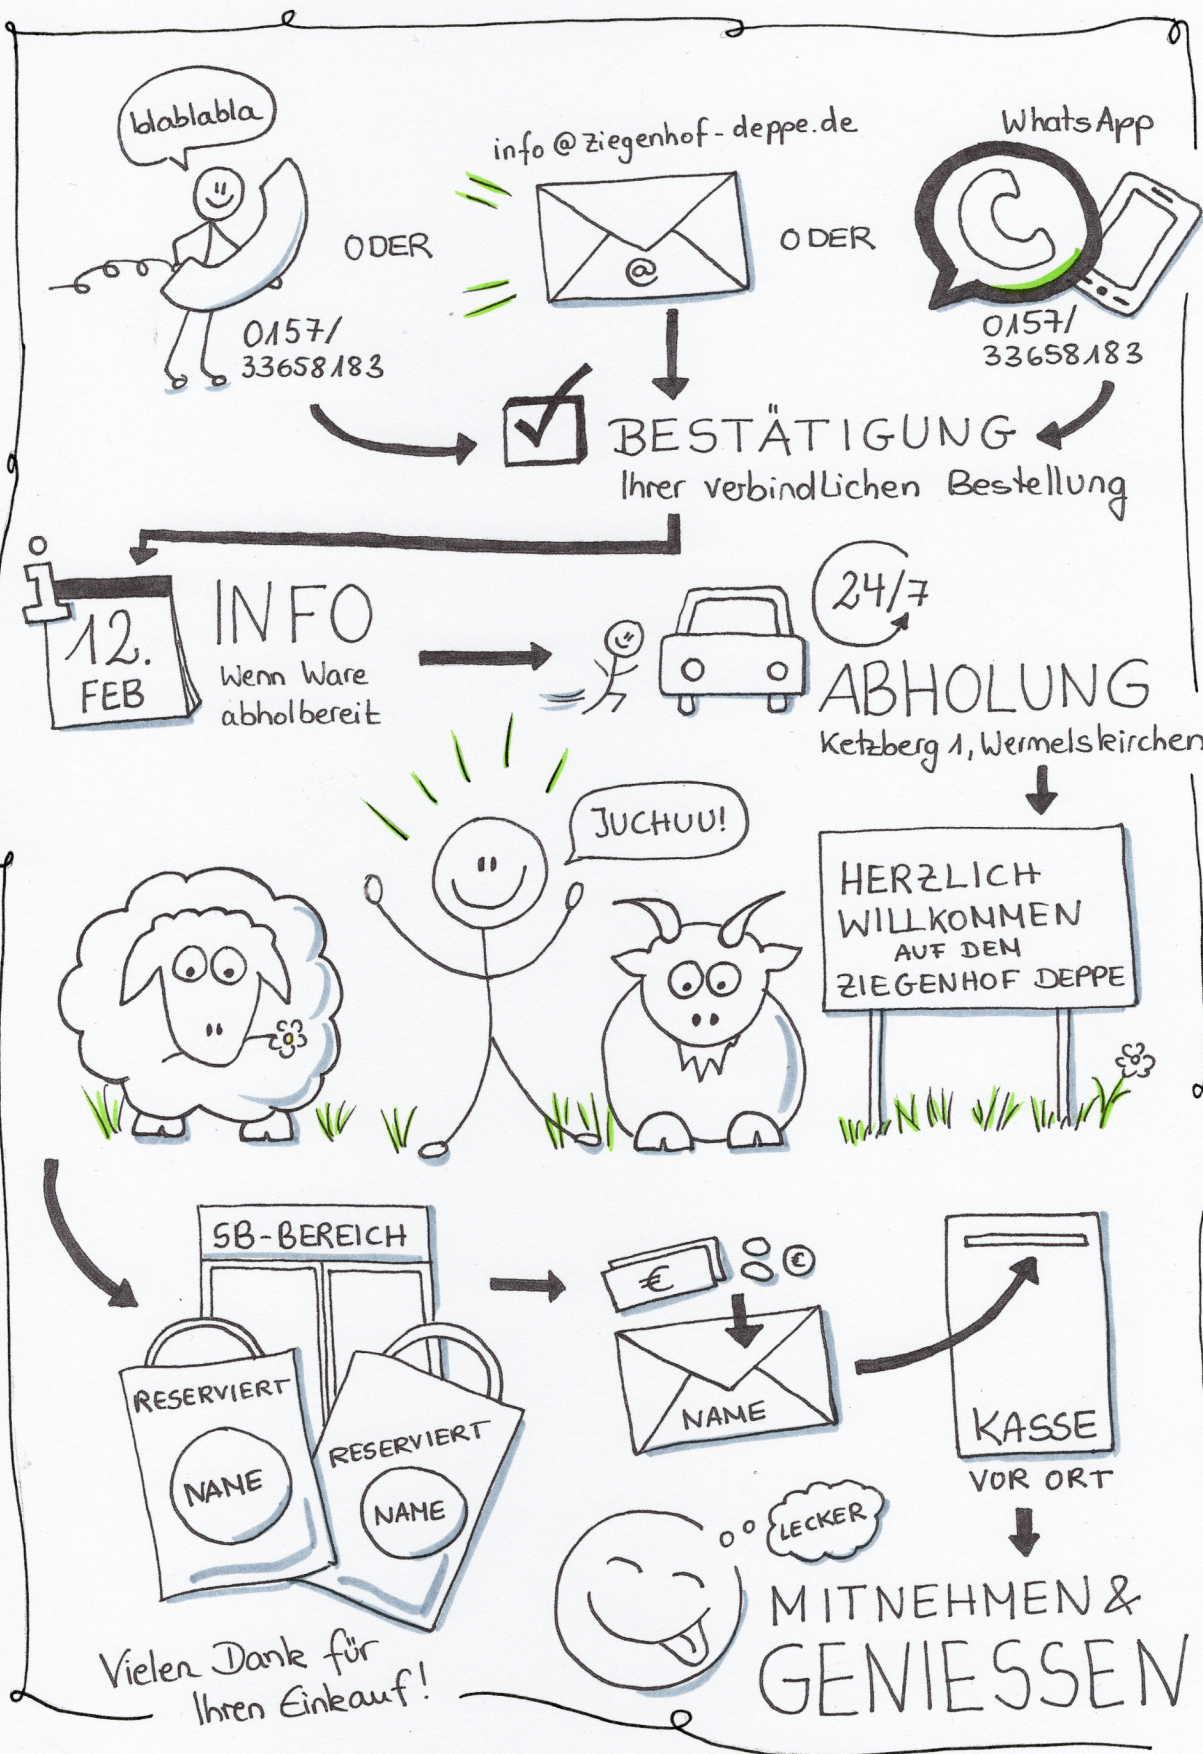 blablabla
info@ziegenhof-deppe.de
WhatsApp
ODER
ODER
@
0157/
33658183
0157/
33658183
BESTÄTIGUNG
Ihrer verbindlichen Bestellung
i
12.
FEB
INFO
Wenn Ware
abholbereit
24/7
ABHOLUNG
Ketzberg 1, Wermelskirchen
JUCHUU!
HERZLICH
WILLKOMMEN
AUF DEM
ZIEGENHOF DEPPE
SB-BEREICH
RESERVIERT
NAME
RESERVIERT
NAME
€
€
NAME
KASSE
VOR ORT
LECKER
MITNEHMEN &
GENIESSEN
Vielen Dank für
Ihren Einkauf!